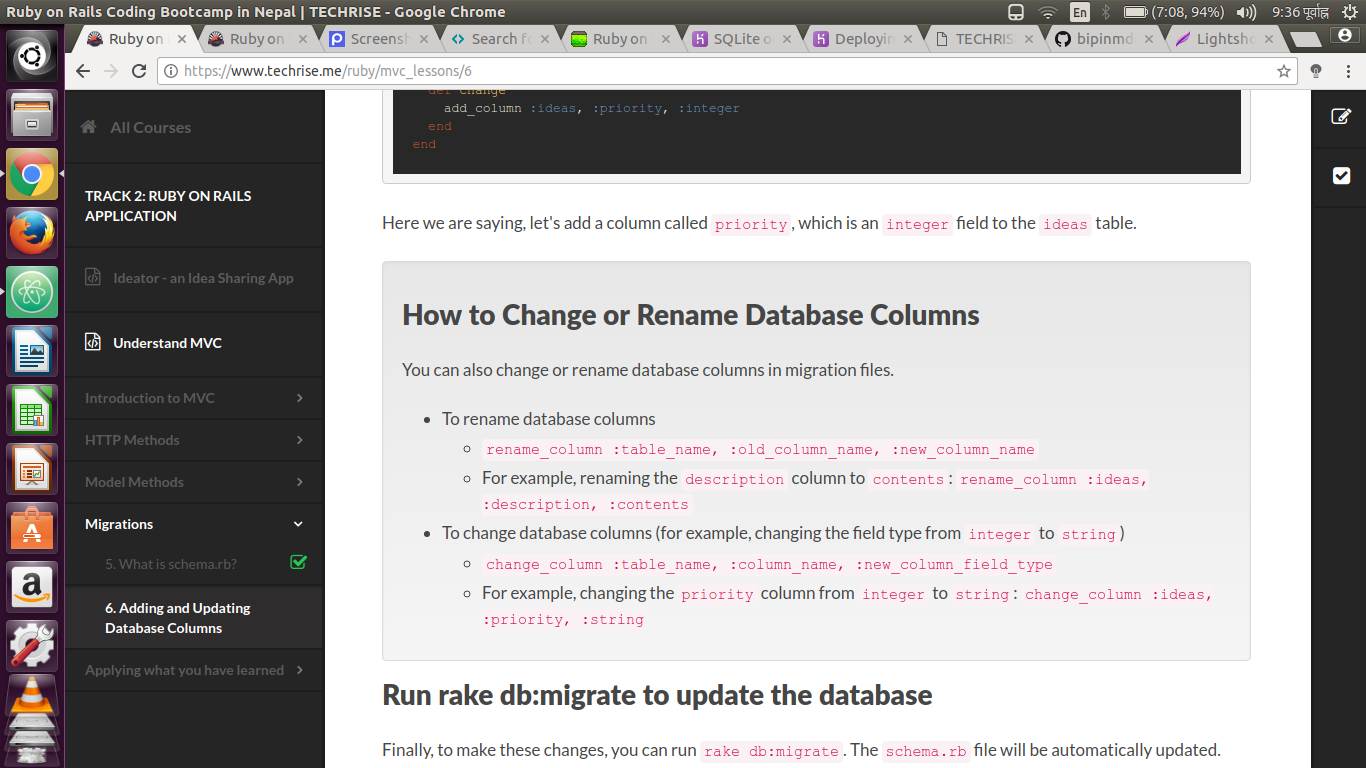 Ruby on Rails Coding Bootcamp in Nepal | TECHRISE - Google Chrome
En
(7:08, 94%)
9:36 पूर्वाह्न
Ruby on
Ruby on
Screensh
Search fo
Ruby on
SQLite o
Deployin
TECHRIS
bipinmd
Lightsho
https://www.techrise.me/ruby/mvc_lessons/6
All Courses
TRACK 2: RUBY ON RAILS
APPLICATION
Ideator - an Idea Sharing App
Understand MVC
Introduction to MVC
HTTP Methods
Model Methods
Migrations
5. What is schema.rb?
6. Adding and Updating
Database Columns
Applying what you have learned
def change
add_column :ideas, :priority, :integer
end
end
Here we are saying, let's add a column called priority, which is an integer field to the ideas table.
How to Change or Rename Database Columns
You can also change or rename database columns in migration files.
• To rename database columns
rename_column :table_name, :old_column_name, :new_column_name
For example, renaming the description column to contents: rename_column :ideas,
:description, :contents
• To change database columns (for example, changing the field type from integer to string)
change_column :table_name, :column_name, :new_column_field_type
For example, changing the priority column from integer to string: change_column :ideas,
:priority, :string
Run rake db:migrate to update the database
Finally, to make these changes, you can run rake db:migrate. The schema.rb file will be automatically updated.